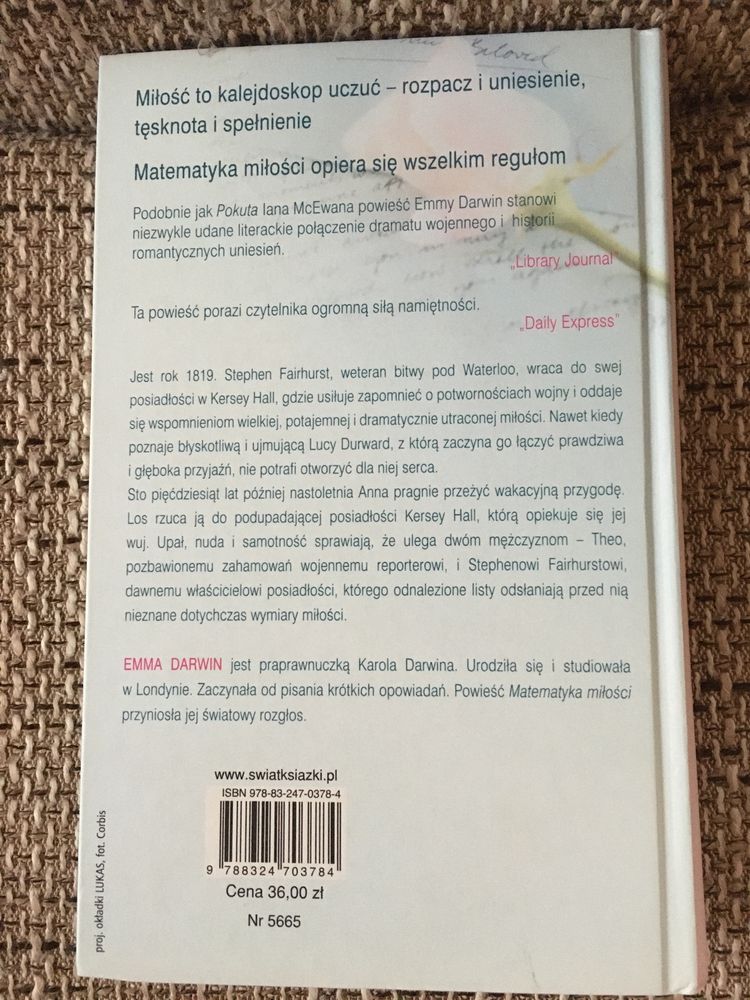 Beloved
Miłość to kalejdoskop uczuć – rozpacz i uniesienie,
tęsknota i spełnienie
Matematyka miłości opiera się wszelkim regułom
Podobnie jak Pokuta Iana McEwana powieść Emmy Darwin stanowi
niezwykle udane literackie połączenie dramatu wojennego i historii
romantycznych uniesień.
„Library Journal”
Ta powieść porazi czytelnika ogromną siłą namiętności.
„Daily Express”
Jest rok 1819. Stephen Fairhurst, weteran bitwy pod Waterloo, wraca do swej
posiadłości w Kersey Hall, gdzie usiłuje zapomnieć o potwornościach wojny i oddaje
się wspomnieniom wielkiej, potajemnej i dramatycznie utraconej miłości. Nawet kiedy
poznaje błyskotliwą i ujmującą Lucy Durward, z którą zaczyna go łączyć prawdziwa
i głęboka przyjaźń, nie potrafi otworzyć dla niej serca.
Sto pięćdziesiąt lat później nastoletnia Anna pragnie przeżyć wakacyjną przygodę.
Los rzuca ją do podupadającej posiadłości Kersey Hall, którą opiekuje się jej
wuj. Upał, nuda i samotność sprawiają, że ulega dwóm mężczyznom – Theo,
pozbawionemu zahamowań wojennemu reporterowi, i Stephenowi Fairhurstowi,
dawnemu właścicielowi posiadłości, którego odnalezione listy odsłaniają przed nią
nieznane dotychczas wymiary miłości.
EMMA DARWIN jest praprawnuczką Karola Darwina. Urodziła się i studiowała
w Londynie. Zaczynała od pisania krótkich opowiadań. Powieść Matematyka miłości
przyniosła jej światowy rozgłos.
www.swiatksiazki.pl
ISBN 978-83-247-0378-4
9 788324 703784
Cena 36,00 zł
Nr 5665
proj. okładki LUKAS, fot. Corbis